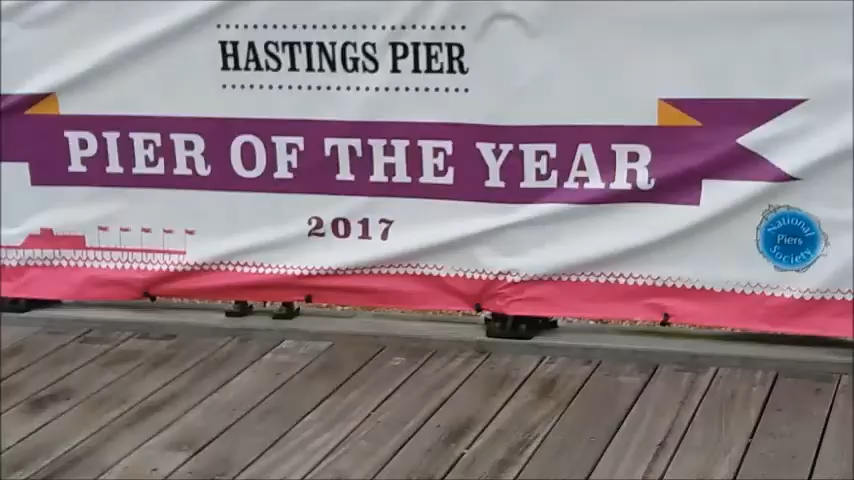 HASTINGS PIER
PIER OF THE YEAR
2017
National
Piers
Society